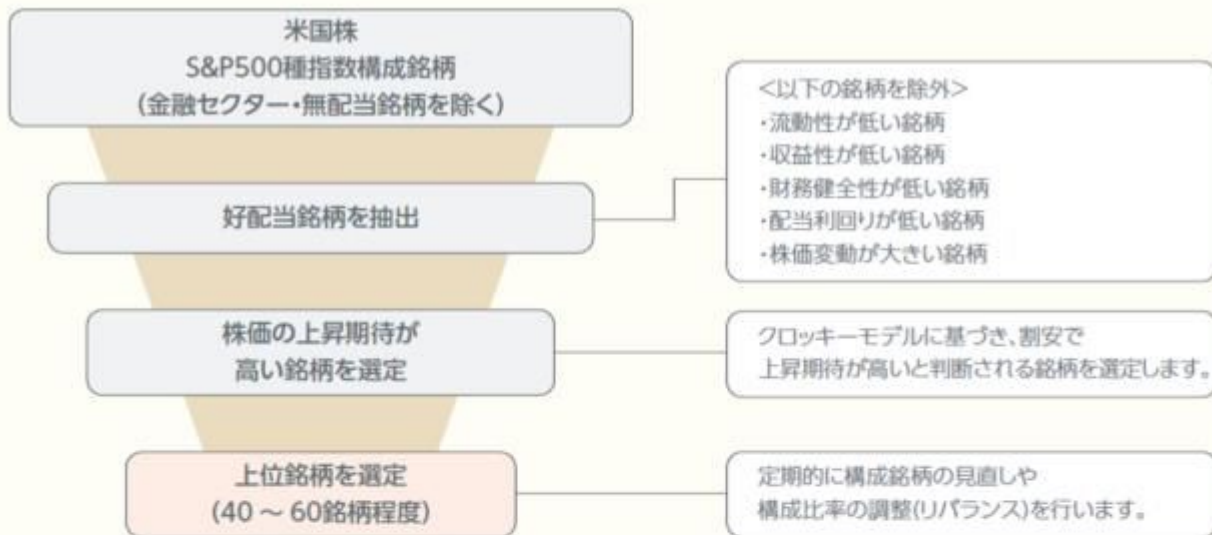 米国株
S&P500種指数構成銘柄
(金融セクター・無配当銘柄を除く)
<以下の銘柄を除外>
・流動性が低い銘柄
・収益性が低い銘柄
・財務健全性が低い銘柄
・配当利回りが低い銘柄
・株価変動が大きい銘柄
好配当銘柄を抽出
株価の上昇期待が
高い銘柄を選定
クロッキーモデルに基づき、割安で
上昇期待が高いと判断される銘柄を選定します。
上位銘柄を選定
(40 ～ 60銘柄程度)
定期的に構成銘柄の見直しや
構成比率の調整(リバランス)を行います。